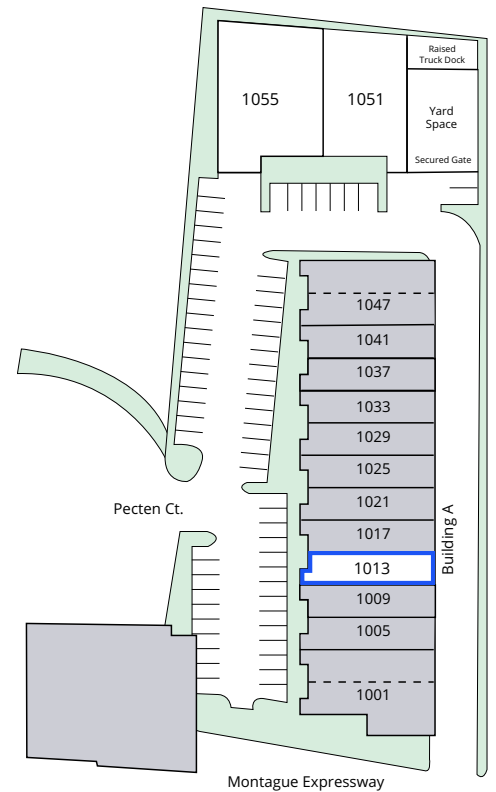 Raised
Truck Dock
1055
1051
Yard
Space
Secured Gate
1047
1041
1037
1033
1029
1025
1021
Pecten Ct.
1017
Building A
1013
1009
1005
1001
Montague Expressway